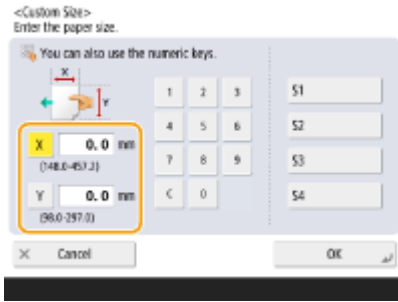 <Custom Size>
Enter the paper size.
You can also use the numeric keys.
X
Y
1 2 3 S1
4 5 6 S2
X 0.0 mm
(148.0-457.2)
7 8 9 S3
Y 0.0 mm
C 0 S4
(98.0-297.0)
× Cancel OK